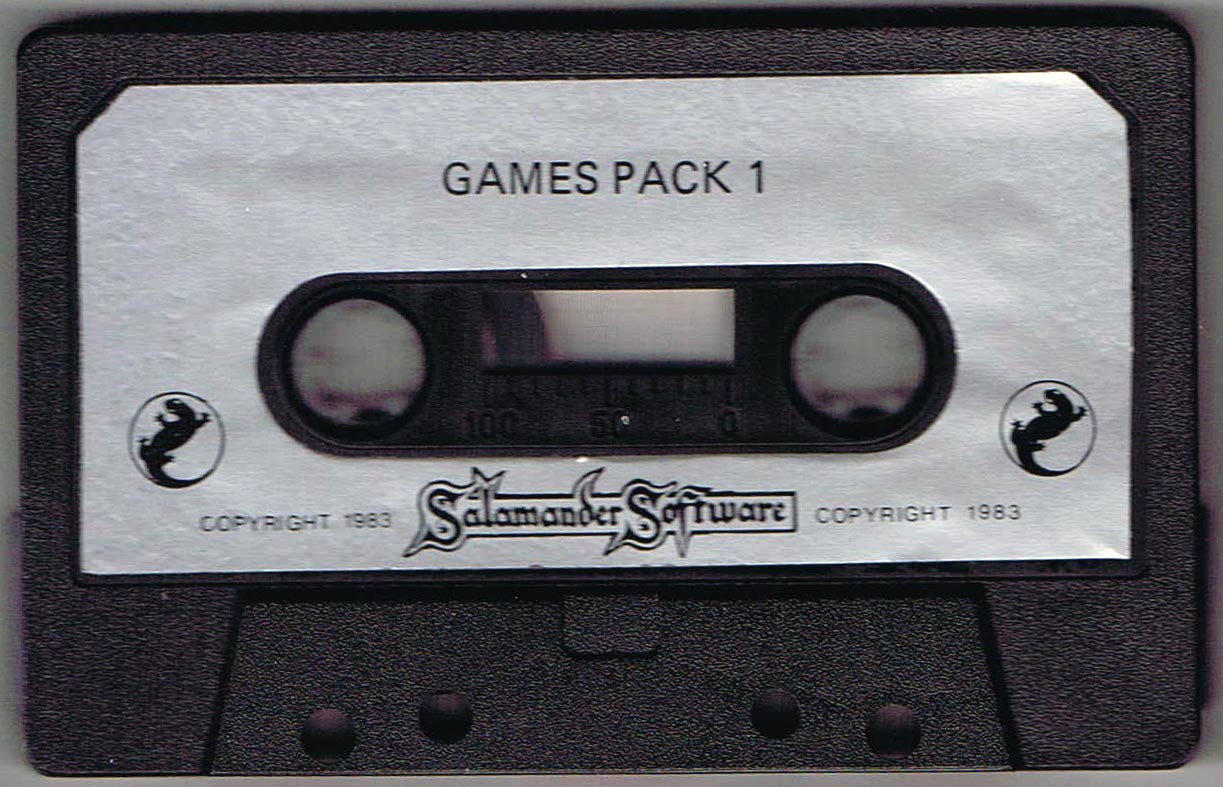 GAMES PACK 1
100 50 0
COPYRIGHT 1983 Salamander Software COPYRIGHT 1983